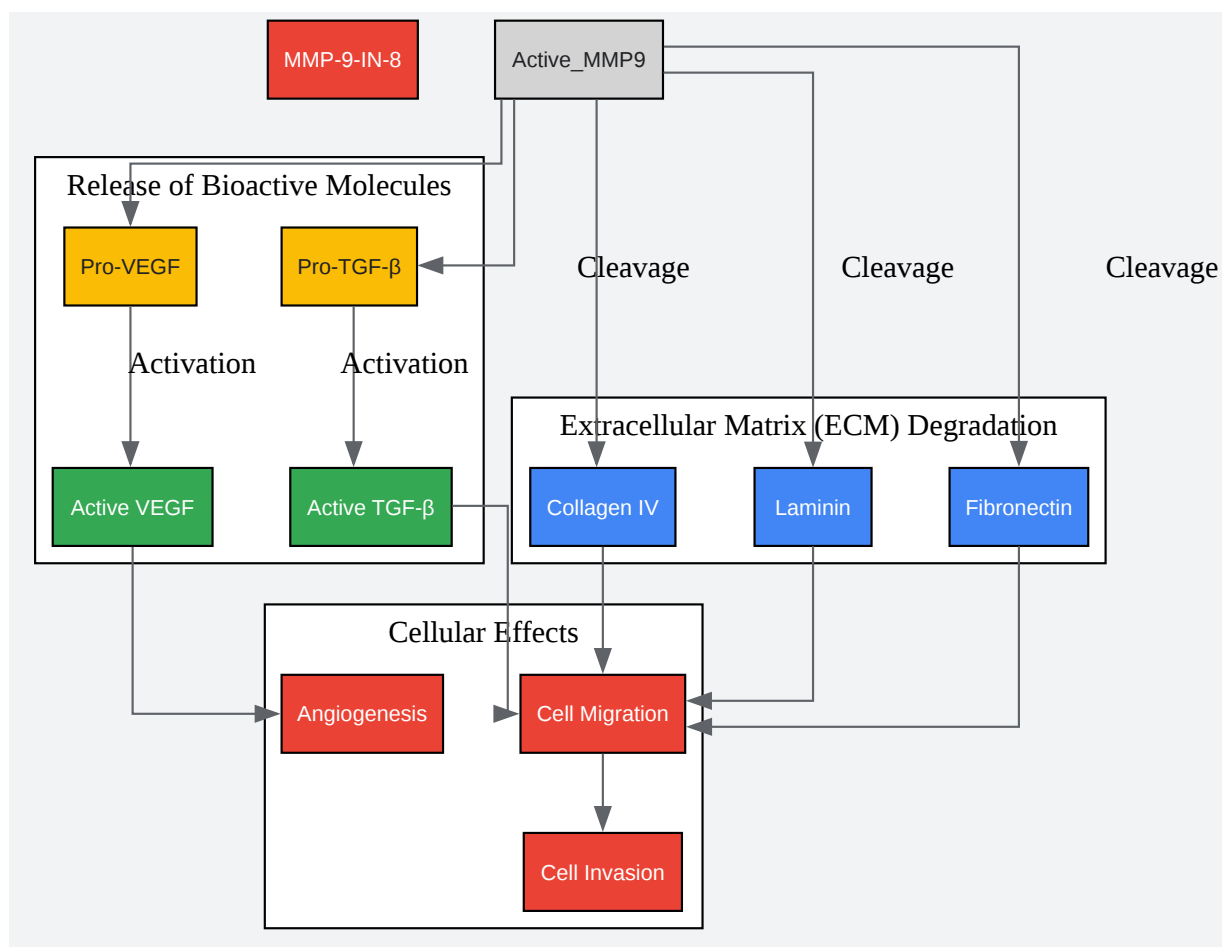 MMP-9-IN-8
Active_MMP9
Release of Bioactive Molecules
Pro-VEGF
Pro-TGF-β
Cleavage
Cleavage
Cleavage
Activation
Activation
Extracellular Matrix (ECM) Degradation
Active VEGF
Active TGF-β
Collagen IV
Laminin
Fibronectin
Cellular Effects
Angiogenesis
Cell Migration
Cell Invasion